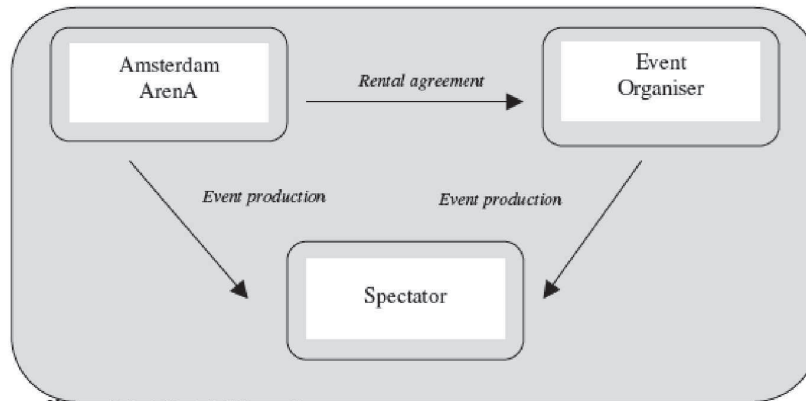 Amsterdam
ArenA
Rental agreement
Event
Organiser
Event production
Event production
Spectator